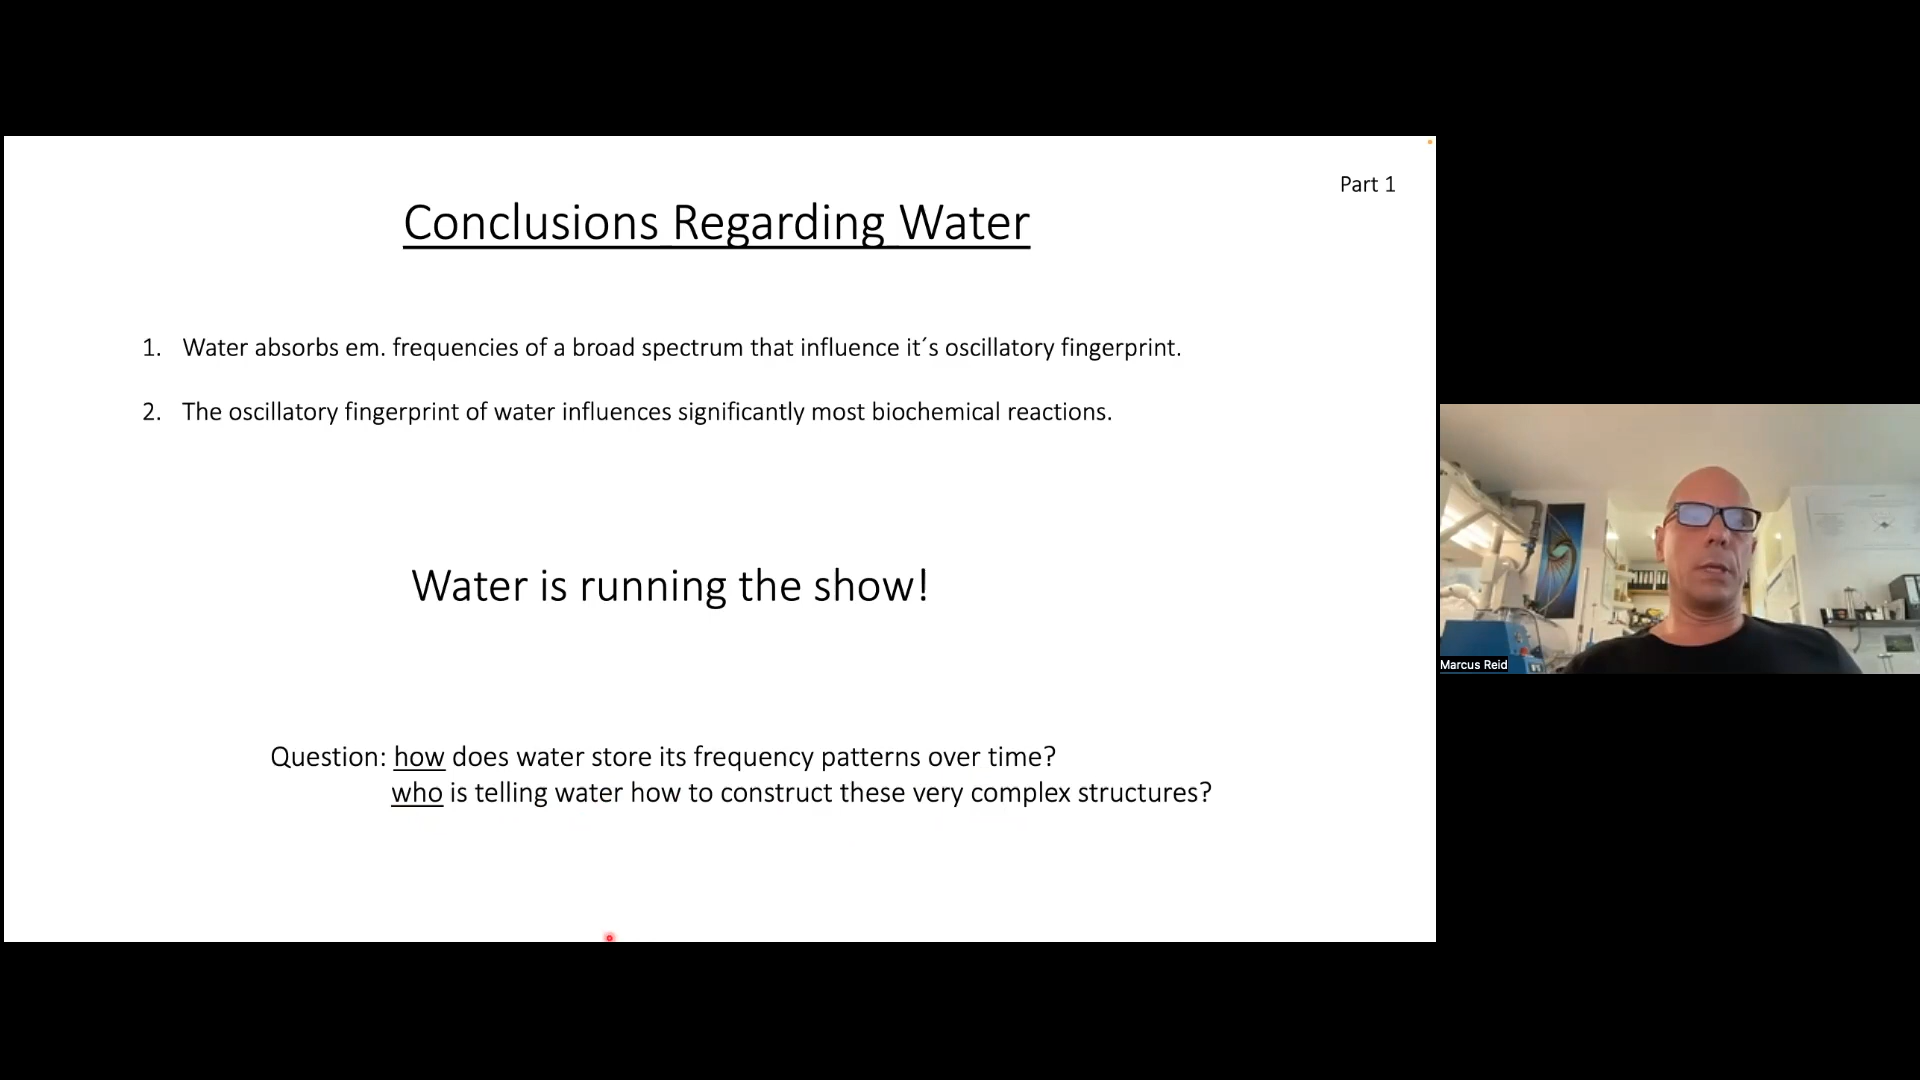 Part 1
Conclusions Regarding Water
1. Water absorbs em. frequencies of a broad spectrum that influence it´s oscillatory fingerprint.
2. The oscillatory fingerprint of water influences significantly most biochemical reactions.
Water is running the show!
Question: how does water store its frequency patterns over time?
who is telling water how to construct these very complex structures?
Marcus Reid